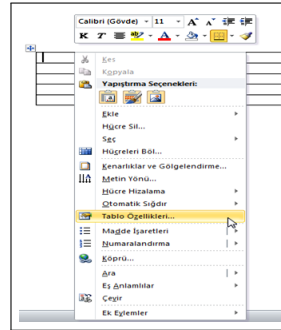 Calibri (Gövde) 11 A A
K T A
Kes
Kopyala
Yapıştırma Seçenekleri:
A
Ekle
Hücre Sil...
Seç
Hücreleri Böl...
Kenarlıklar ve Gölgelendirme...
Metin Yönü...
Hücre Hizalama
Otomatik Sığdır
Tablo Özellikleri...
Madde İşaretleri
Numaralandırma
Köprü...
Ara
Eş Anlamlılar
Çevir
Ek Eylemler